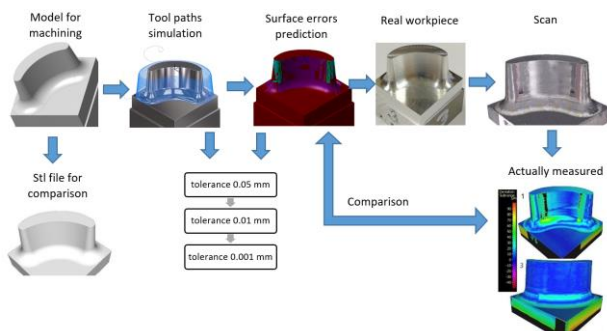 Model for
machining
Tool paths
simulation
Surface errors
prediction
Real workpiece
Scan
Stl file for
comparison
tolerance 0.05 mm
tolerance 0.01 mm
tolerance 0.001 mm
Comparison
Actually measured
1